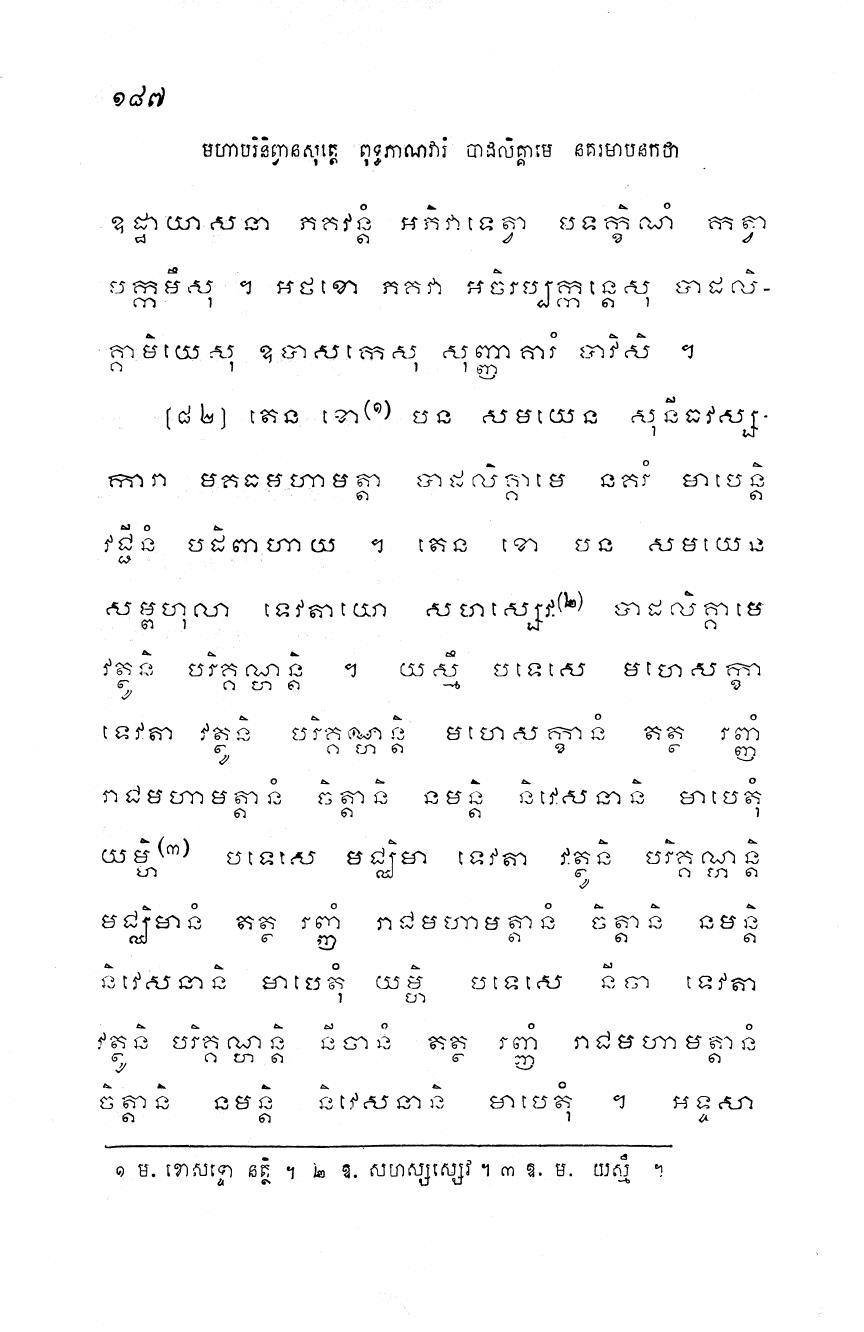 ១៨៧
មហាបរិនិព្វានសុត្តេ ពុទ្ធភាណវារំ បាដលិគ្គាមេ នគរមាបនកថា
ឧដ្ឋាយាសនា ភគវន្តំ អភិវាទេត្វា បទក្ខិណំ កត្វា
បក្កមឹសុ ។ អថខោ ភគវា អចិរប្បក្កន្តេសុ បាដលិ-
គ្គាមិយេសុ ឧបាសកេសុ សុញ្ញាគារំ បាវិសិ ។
[៨២] តេន ខោ(១) បន សមយេន សុនីធវស្ស-
ការា មគធមហាមត្តា បាដលិគ្គាមេ នគរំ មាបេន្តិ
វជ្ជីនំ បដិពាហាយ ។ តេន ខោ បន សមយេន
សម្ពហុលា ទេវតាយោ សហស្សេវ(២) បាដលិគ្គាមេ
វត្ថូនិ បរិគ្គណ្ហន្តិ ។ យស្មឹ បទេសេ មហេសក្ខា
ទេវតា វត្ថូនិ បរិគ្គណ្ហន្តិ មហេសក្ខានំ តត្ថ រញ្ញំ
រាជមហាមត្តានំ ចិត្តានិ នមន្តិ និវេសនានិ មាបេតុំ
យម្ហិ(៣) បទេសេ មជ្ឈិមា ទេវតា វត្ថូនិ បរិគ្គណ្ហន្តិ
មជ្ឈិមានំ តត្ថ រញ្ញំ រាជមហាមត្តានំ ចិត្តានិ នមន្តិ
និវេសនានិ មាបេតុំ យម្ហិ បទេសេ នីចា ទេវតា
វត្ថូនិ បរិគ្គណ្ហន្តិ នីចានំ តត្ថ រញ្ញំ រាជមហាមត្តានំ
ចិត្តានិ នមន្តិ និវេសនានិ មាបេតុំ ។ អទ្ទសា
១ ម. ខោសទ្ទោ នត្ថិ ។ ២ ឱ. សហស្សស្សេវ ។ ៣ ឱ. ម. យស្មឹ ។